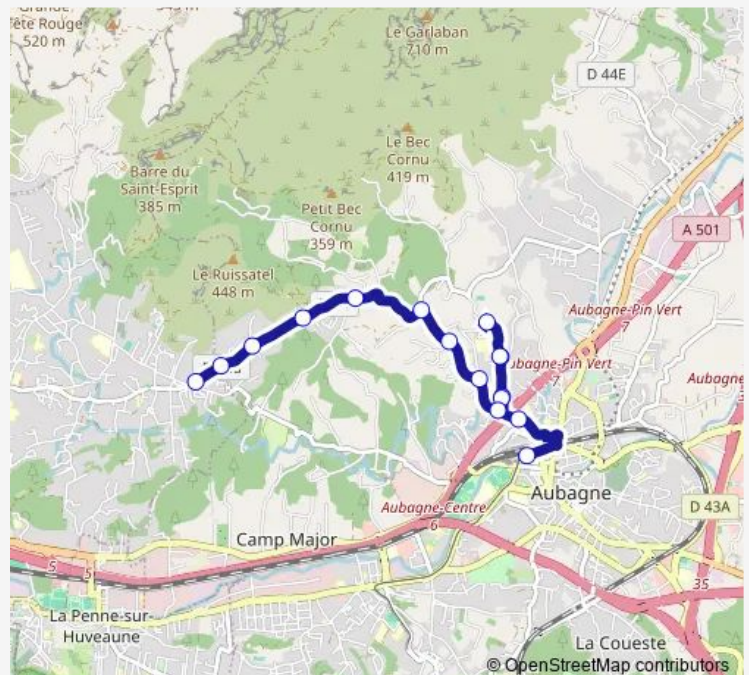 Grande
Tête Rouge
520 m
Le Garlaban
710 m
D 44E
Le Bec
Cornu
419 m
Barre du
Saint-Esprit
385 m
Petit Bec
Cornu
359 m
A 501
Le Ruissatel
448 m
Aubagne-Pin Vert
7
Aubagne-Pin Vert
7
Aubagne
Aubagne-Centre
6
Aubagne
D 43A
Camp Major
5
5
35
La Penne-sur-
Huveaune
La Coueste
© OpenStreetMap contributors